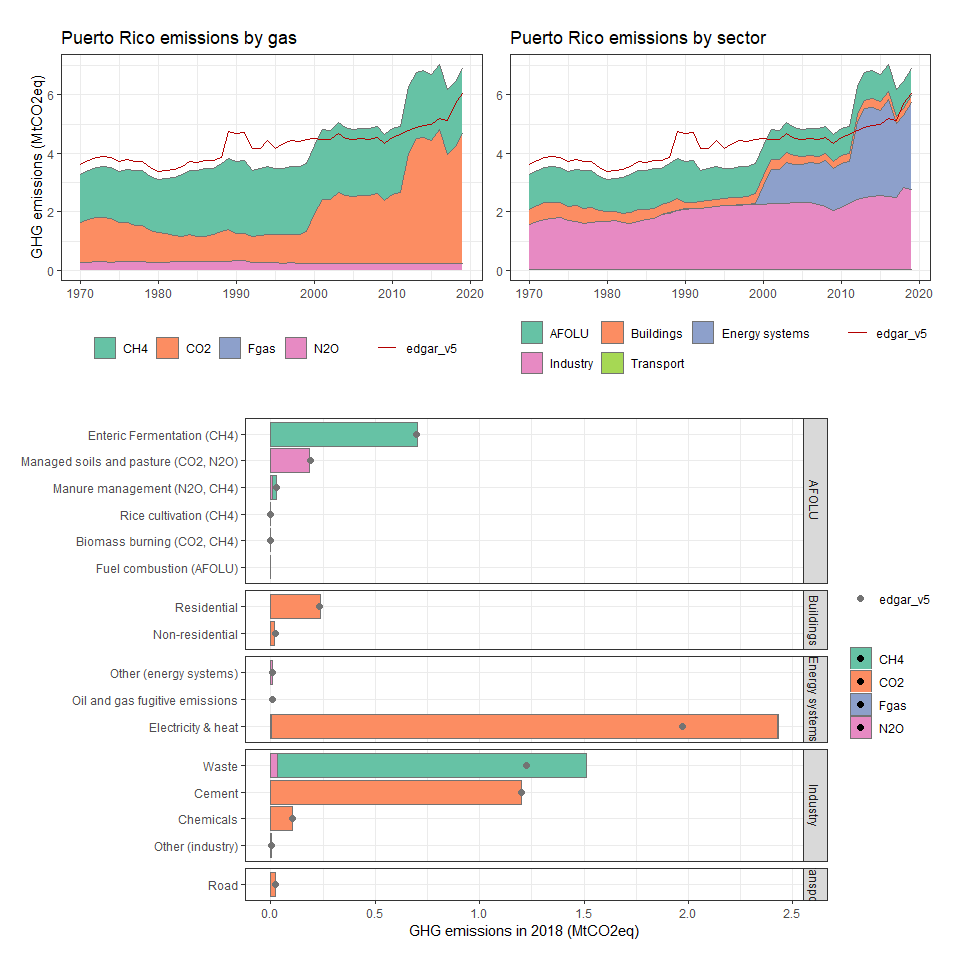 Puerto Rico emissions by gas
GHG emissions (MtCO2eq)
6
4
2
0
1970 1980 1990 2000 2010 2020
CH4 CO2 Fgas N2O edgar_v5
Puerto Rico emissions by sector
6
4
2
0
1970 1980 1990 2000 2010 2020
AFOLU Buildings Energy systems edgar_v5
Industry Transport
Enteric Fermentation (CH4)
Managed soils and pasture (CO2, N2O)
Manure management (N2O, CH4)
Rice cultivation (CH4)
Biomass burning (CO2, CH4)
Fuel combustion (AFOLU)
AFOLU
Residential
Non-residential
Buildings
Other (energy systems)
Oil and gas fugitive emissions
Electricity & heat
Energy systems
Waste
Cement
Chemicals
Other (industry)
Industry
Road
anspo
0.0 0.5 1.0 1.5 2.0 2.5
GHG emissions in 2018 (MtCO2eq)
edgar_v5
CH4
CO2
Fgas
N2O